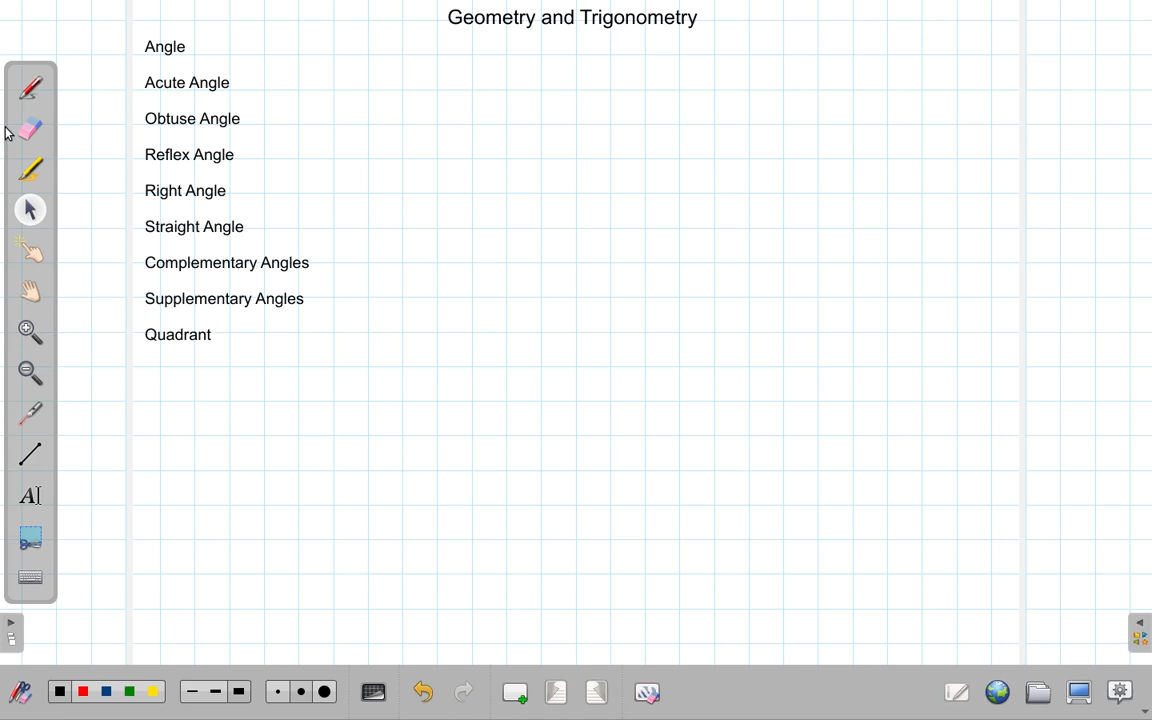 Geometry and Trigonometry
Angle
Acute Angle
Obtuse Angle
Reflex Angle
Right Angle
Straight Angle
Complementary Angles
Supplementary Angles
Quadrant